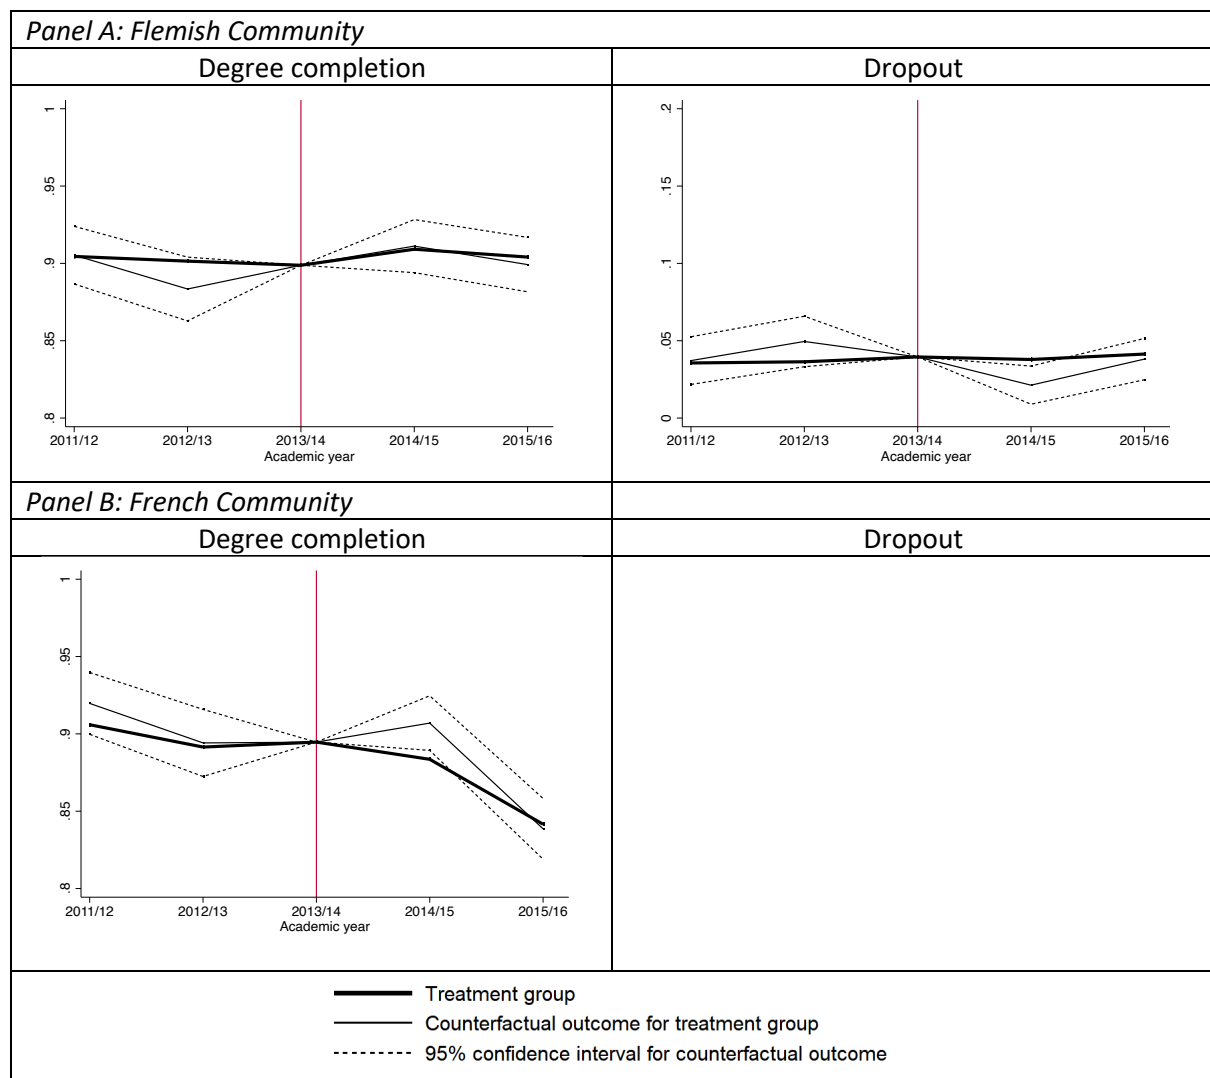 Panel A: Flemish Community
Degree completion
Dropout
1
.95
.9
.85
.8
2011/12 2012/13 2013/14 2014/15 2015/16
Academic year
.2
.15
.1
.05
0
2011/12 2012/13 2013/14 2014/15 2015/16
Academic year
Panel B: French Community
Degree completion
Dropout
1
.95
.9
.85
.8
2011/12 2012/13 2013/14 2014/15 2015/16
Academic year
Treatment group
Counterfactual outcome for treatment group
95% confidence interval for counterfactual outcome